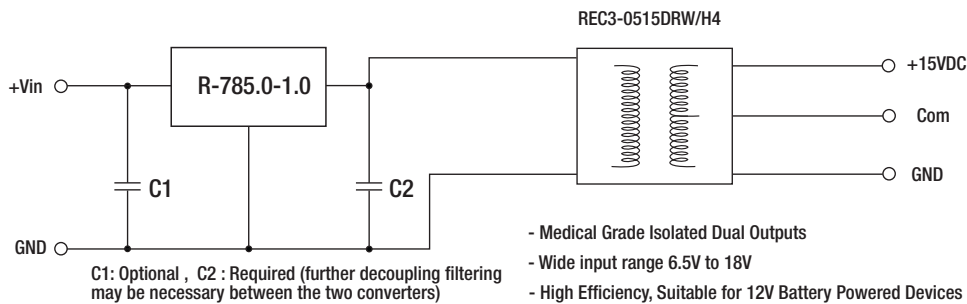 REC3-0515DRW/H4
+Vin
R-785.0-1.0
+15VDC
Com
C1
C2
GND
GND
C1: Optional , C2 : Required (further decoupling filtering
may be necessary between the two converters)
- Medical Grade Isolated Dual Outputs
- Wide input range 6.5V to 18V
- High Efficiency, Suitable for 12V Battery Powered Devices